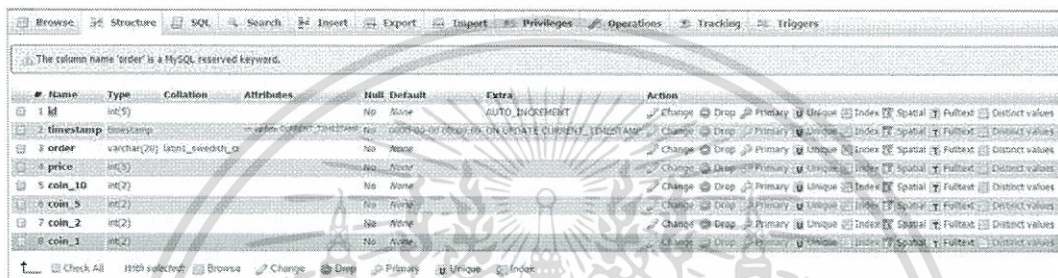 Browse Structure SQL Search Insert Export Import Privileges Operations Tracking Triggers
The column name 'order' is a MySQL reserved keyword.
# Name Type Collation Attributes Null Default Extra Action
1 id int(5) No None AUTO_INCREMENT Change Drop Primary Unique Index Spatial Fulltext Distinct values
2 timestamp timestamp on update CURRENT_TIMESTAMP No ON UPDATE CURRENT_TIMESTAMP Change Drop Primary Unique Index Spatial Fulltext Distinct values
3 order varchar(20) latin1_swedish_ci No None Change Drop Primary Unique Index Spatial Fulltext Distinct values
4 price No None Change Drop Primary Unique Index Spatial Fulltext Distinct values
5 coin_10 int(2) No None Change Drop Primary Unique Index Spatial Fulltext Distinct values
6 coin_5 int(2) No None Change Drop Primary Unique Index Spatial Fulltext Distinct values
7 coin_2 int(2) No None Change Drop Primary Unique Index Spatial Fulltext Distinct values
8 coin_1 int(2) No None Change Drop Primary Unique Index Spatial Fulltext Distinct values
Check All With selected: Browse Change Drop Primary Unique Index